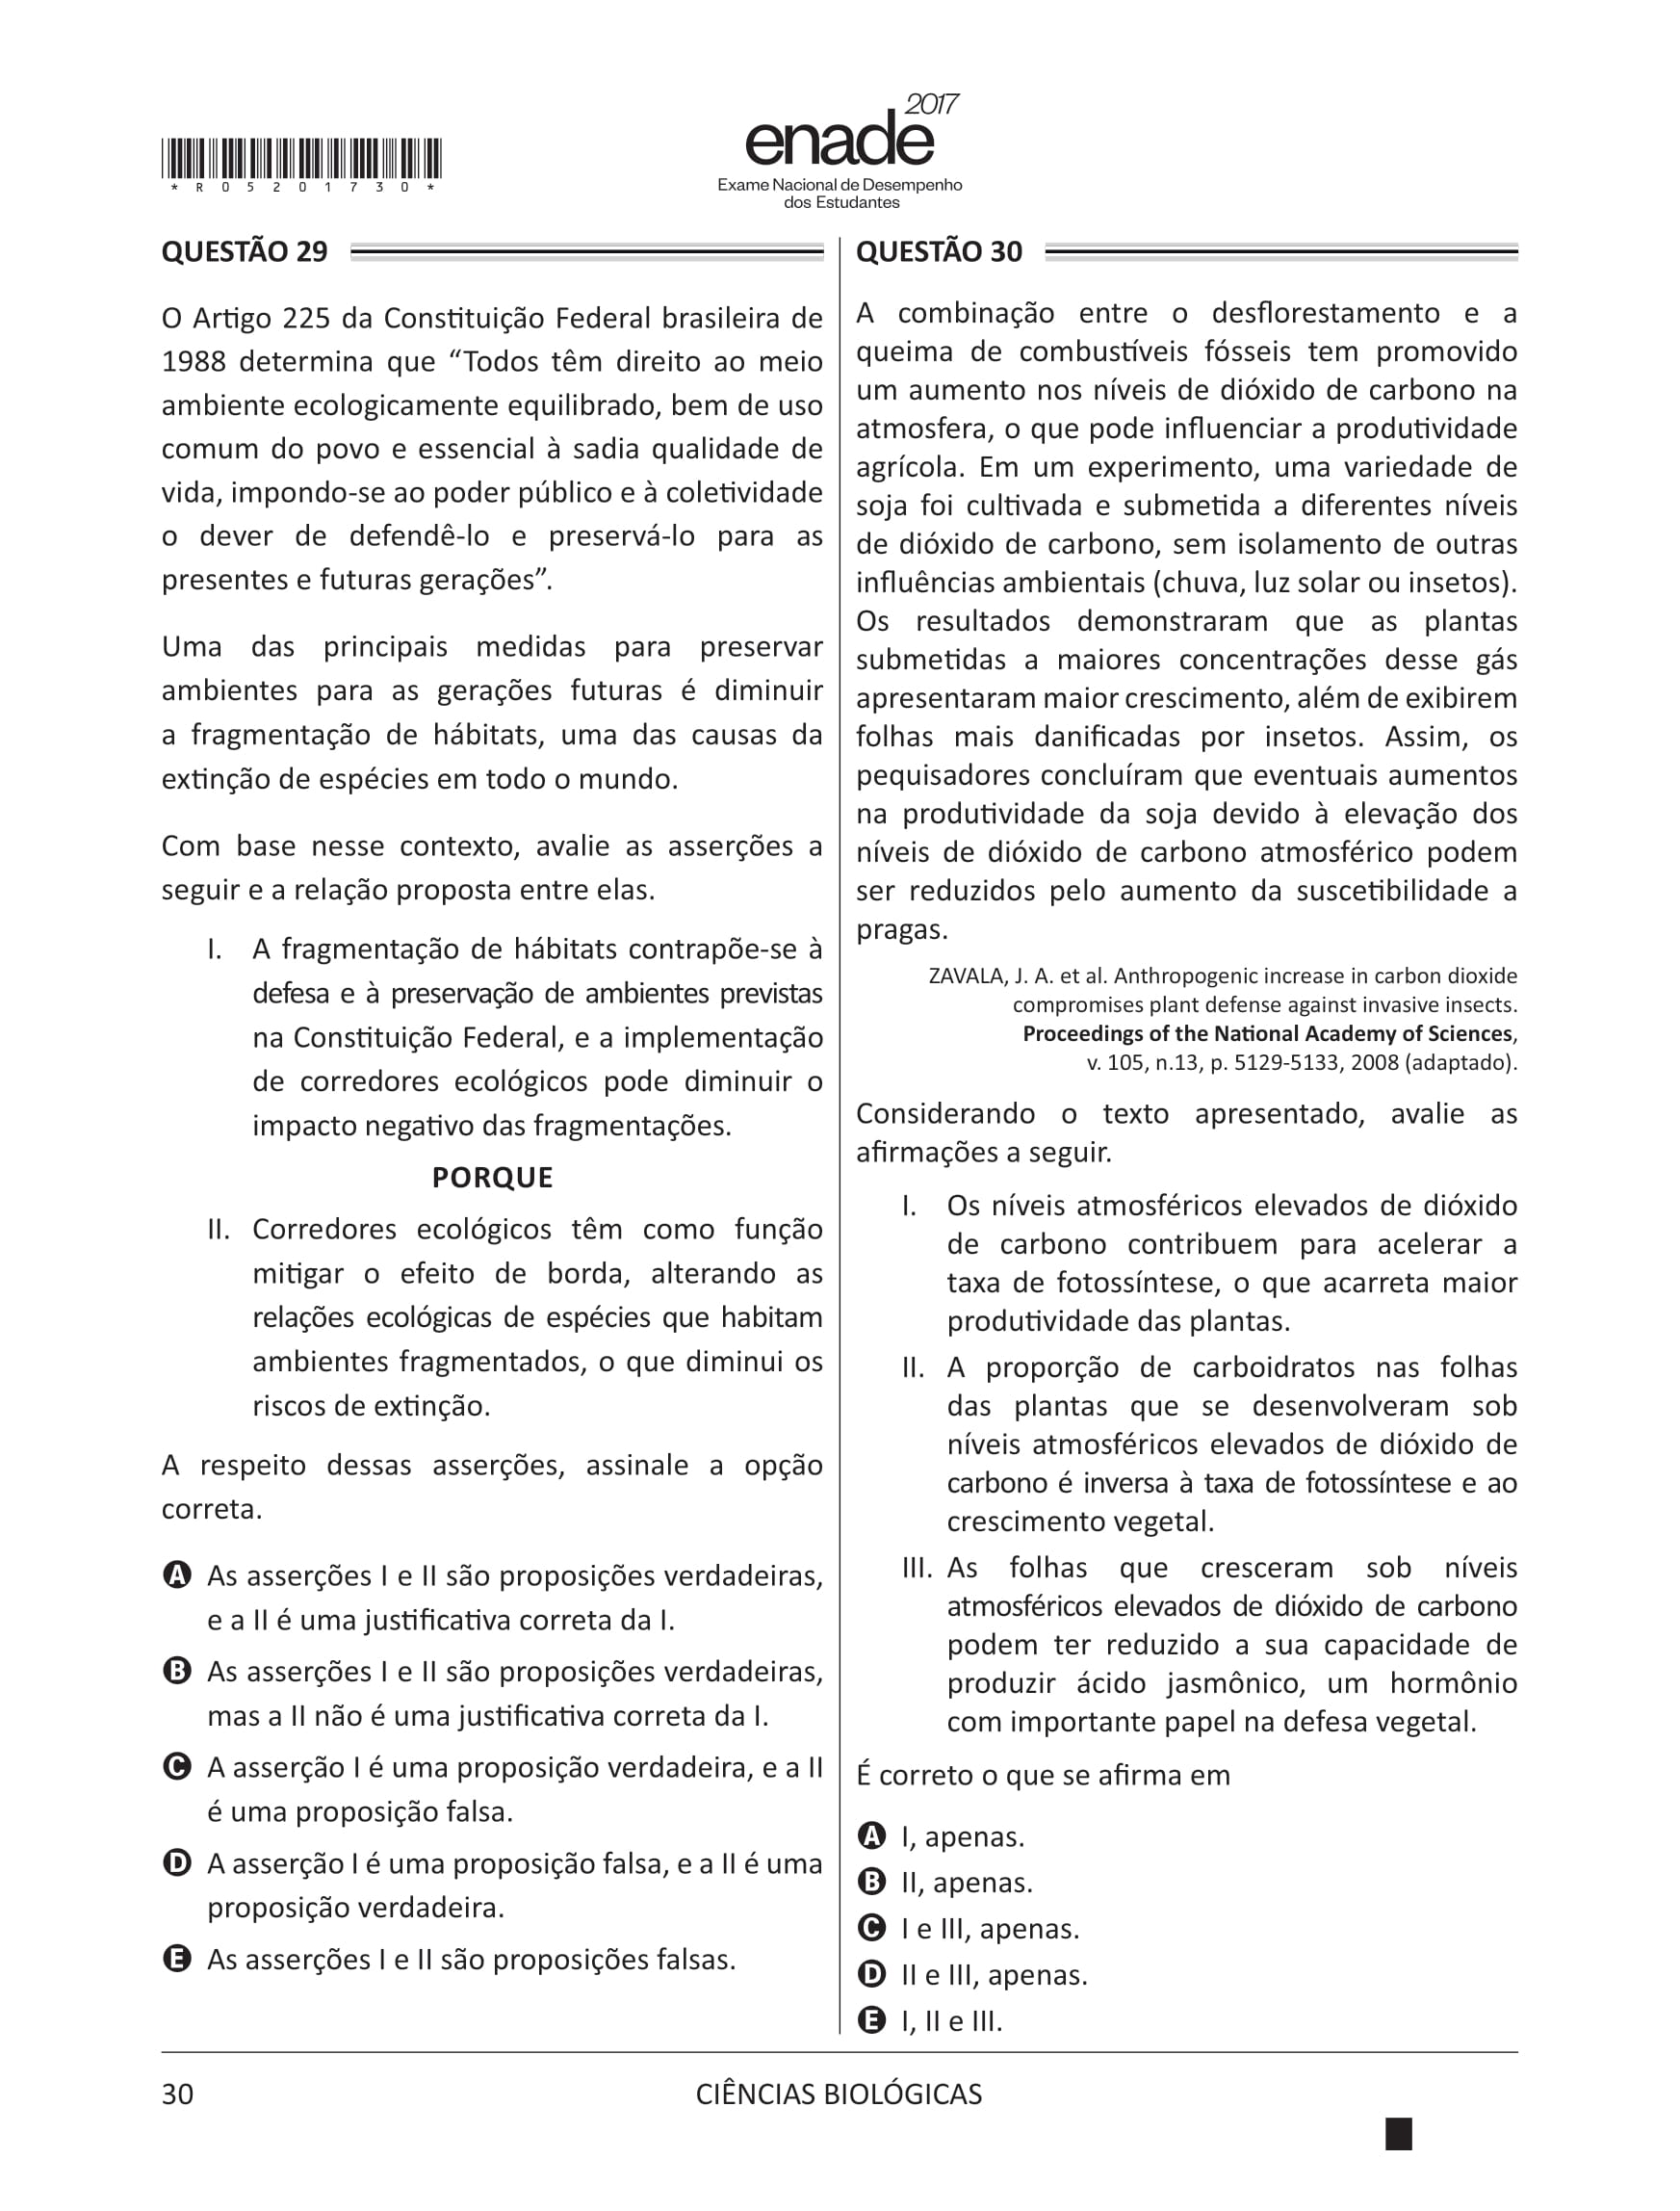 *R05201730*
2017
enade
Exame Nacional de Desempenho
dos Estudantes
QUESTÃO 29
O Artigo 225 da Constituição Federal brasileira de
1988 determina que “Todos têm direito ao meio
ambiente ecologicamente equilibrado, bem de uso
comum do povo e essencial à sadia qualidade de
vida, impondo-se ao poder público e à coletividade
o dever de defendê-lo e preservá-lo para as
presentes e futuras gerações”.
Uma das principais medidas para preservar
ambientes para as gerações futuras é diminuir
a fragmentação de hábitats, uma das causas da
extinção de espécies em todo o mundo.
Com base nesse contexto, avalie as asserções a
seguir e a relação proposta entre elas.
I. A fragmentação de hábitats contrapõe-se à
defesa e à preservação de ambientes previstas
na Constituição Federal, e a implementação
de corredores ecológicos pode diminuir o
impacto negativo das fragmentações.
PORQUE
II. Corredores ecológicos têm como função
mitigar o efeito de borda, alterando as
relações ecológicas de espécies que habitam
ambientes fragmentados, o que diminui os
riscos de extinção.
A respeito dessas asserções, assinale a opção
correta.
A As asserções I e II são proposições verdadeiras,
e a II é uma justificativa correta da I.
B As asserções I e II são proposições verdadeiras,
mas a II não é uma justificativa correta da I.
C A asserção I é uma proposição verdadeira, e a II
é uma proposição falsa.
D A asserção I é uma proposição falsa, e a II é uma
proposição verdadeira.
E As asserções I e II são proposições falsas.
QUESTÃO 30
A combinação entre o desflorestamento e a
queima de combustíveis fósseis tem promovido
um aumento nos níveis de dióxido de carbono na
atmosfera, o que pode influenciar a produtividade
agrícola. Em um experimento, uma variedade de
soja foi cultivada e submetida a diferentes níveis
de dióxido de carbono, sem isolamento de outras
influências ambientais (chuva, luz solar ou insetos).
Os resultados demonstraram que as plantas
submetidas a maiores concentrações desse gás
apresentaram maior crescimento, além de exibirem
folhas mais danificadas por insetos. Assim, os
pequisadores concluíram que eventuais aumentos
na produtividade da soja devido à elevação dos
níveis de dióxido de carbono atmosférico podem
ser reduzidos pelo aumento da suscetibilidade a
pragas.
ZAVALA, J. A. et al. Anthropogenic increase in carbon dioxide
compromises plant defense against invasive insects.
Proceedings of the National Academy of Sciences,
v. 105, n.13, p. 5129-5133, 2008 (adaptado).
Considerando o texto apresentado, avalie as
afirmações a seguir.
I. Os níveis atmosféricos elevados de dióxido
de carbono contribuem para acelerar a
taxa de fotossíntese, o que acarreta maior
produtividade das plantas.
II. A proporção de carboidratos nas folhas
das plantas que se desenvolveram sob
níveis atmosféricos elevados de dióxido de
carbono é inversa à taxa de fotossíntese e ao
crescimento vegetal.
III. As folhas que cresceram sob níveis
atmosféricos elevados de dióxido de carbono
podem ter reduzido a sua capacidade de
produzir ácido jasmônico, um hormônio
com importante papel na defesa vegetal.
É correto o que se afirma em
A I, apenas.
B II, apenas.
C I e III, apenas.
D II e III, apenas.
E I, II e III.
30
CIÊNCIAS BIOLÓGICAS